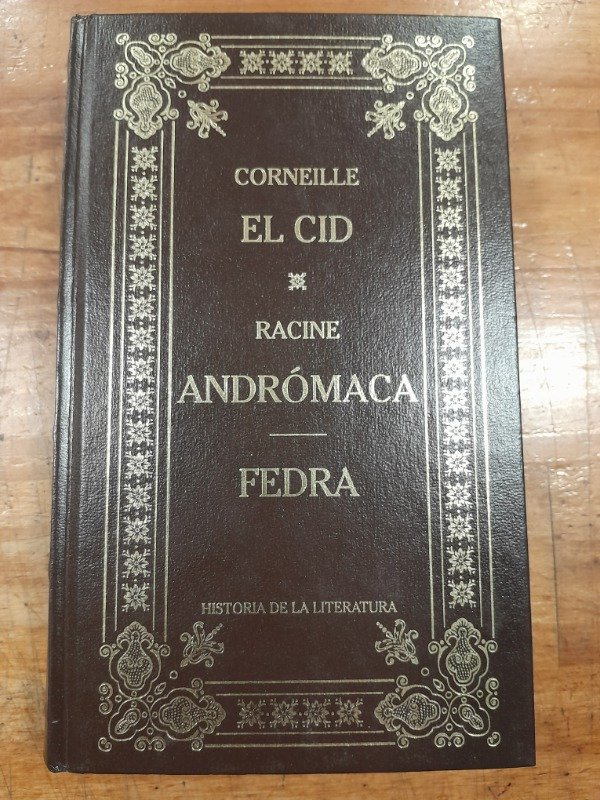 CORNEILLE
EL CID
RACINE
ANDRÓMACA
FEDRA
HISTORIA DE LA LITERATURA